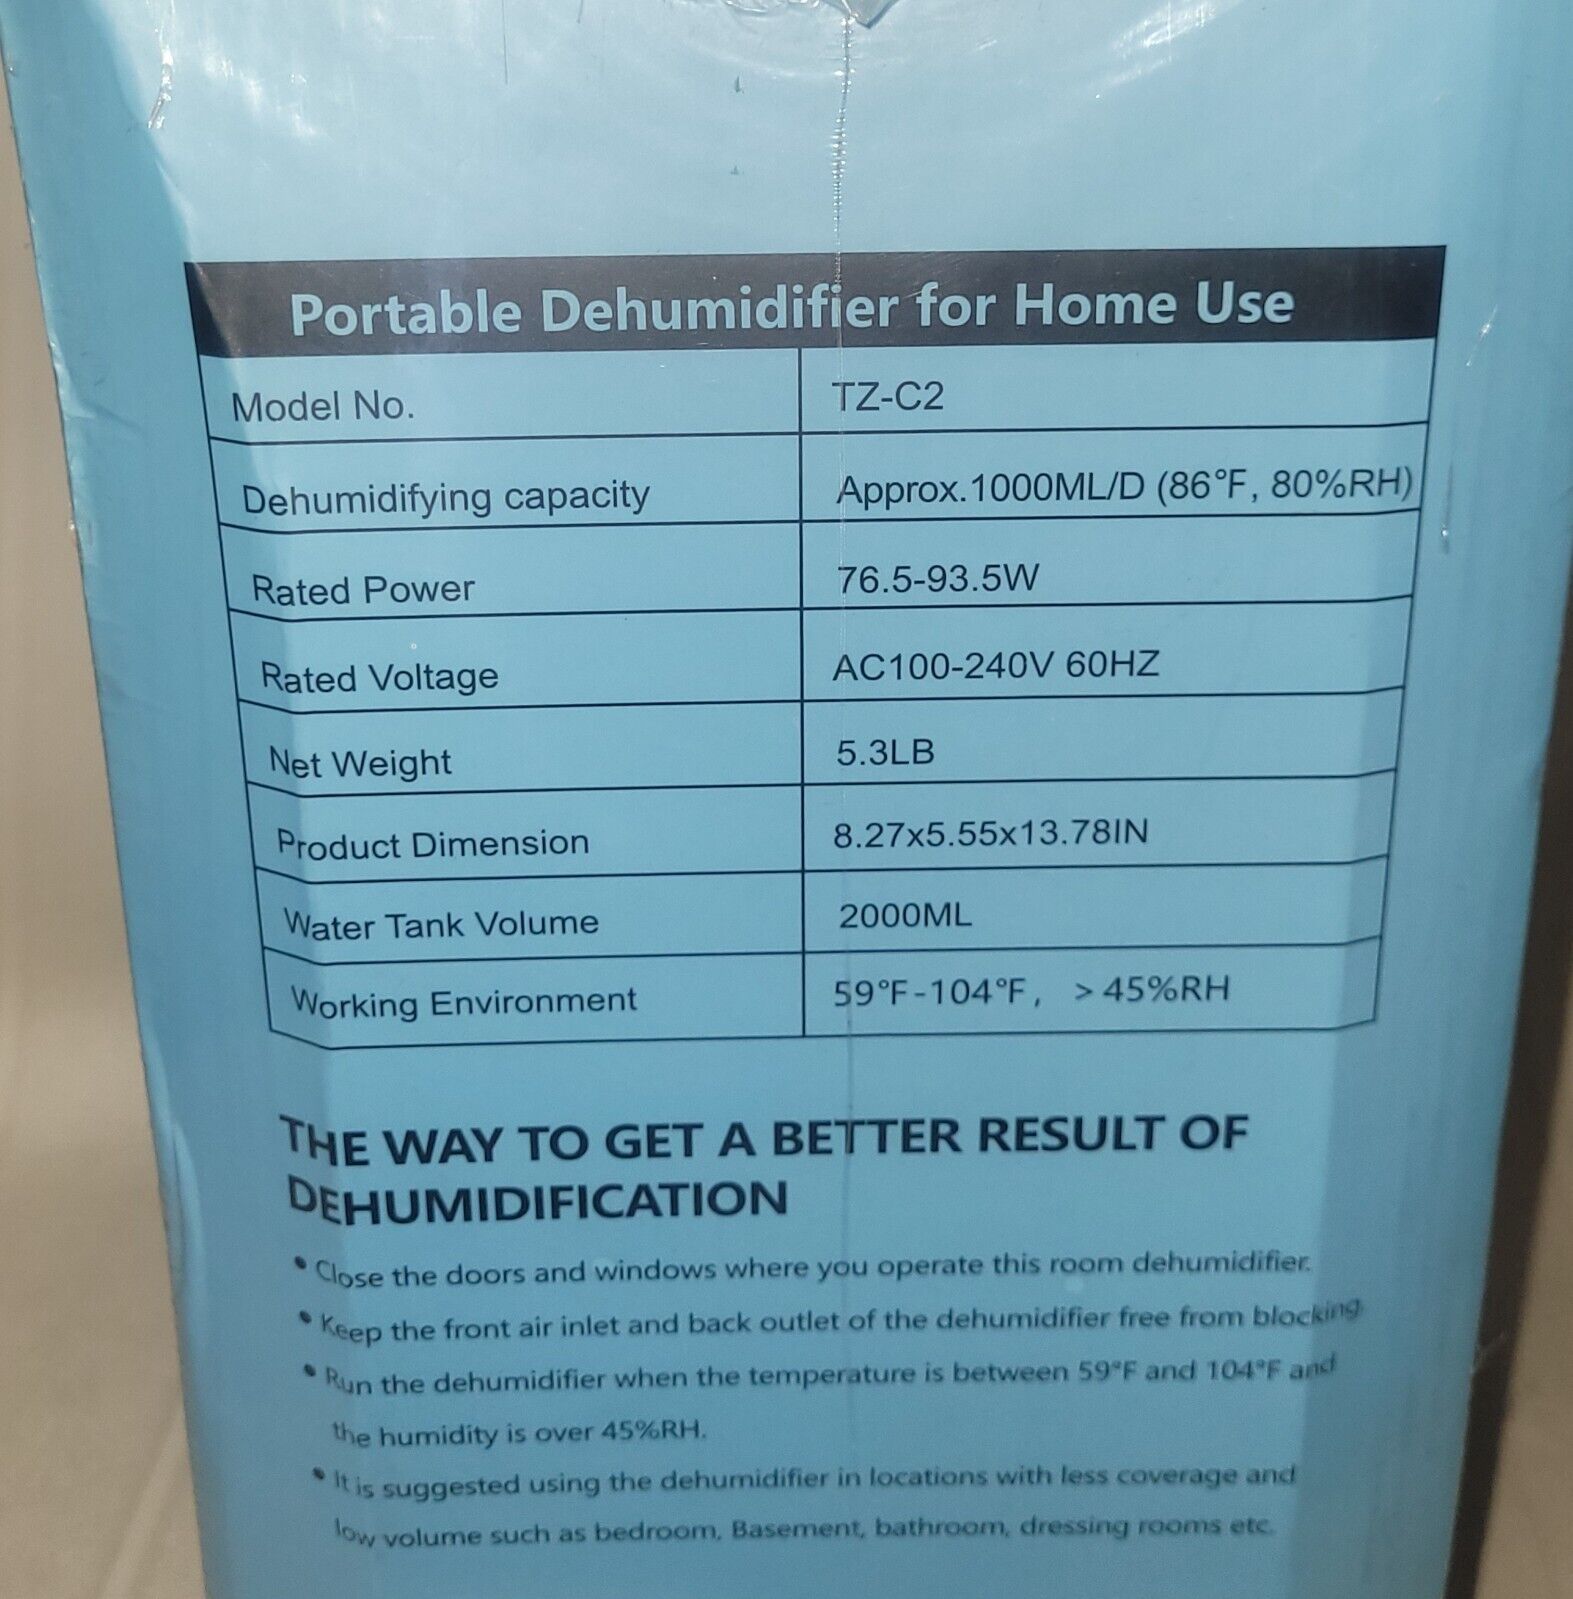 Portable Dehumidifier for Home Use
Model No. TZ-C2
Dehumidifying capacity Approx.1000ML/D (86°F, 80%RH)
Rated Power 76.5-93.5W
Rated Voltage AC100-240V 60HZ
Net Weight 5.3LB
Product Dimension 8.27x5.55x13.78IN
Water Tank Volume 2000ML
Working Environment 59°F-104°F, >45%RH
THE WAY TO GET A BETTER RESULT OF
DEHUMIDIFICATION
• Close the doors and windows where you operate this room dehumidifier.
• Keep the front air inlet and back outlet of the dehumidifier free from blocking.
• Run the dehumidifier when the temperature is between 59°F and 104°F and
the humidity is over 45%RH.
• It is suggested using the dehumidifier in locations with less coverage and
low volume such as bedroom, Basement, bathroom, dressing rooms etc.